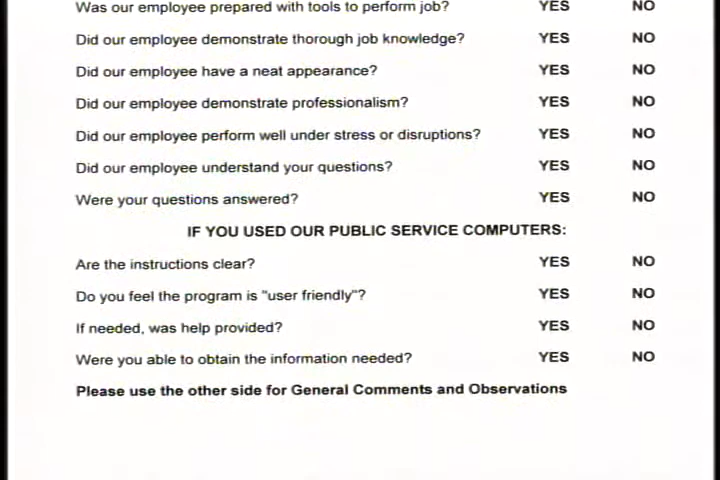 Was our employee prepared with tools to perform job? YES NO
Did our employee demonstrate thorough job knowledge? YES NO
Did our employee have a neat appearance? YES NO
Did our employee demonstrate professionalism? YES NO
Did our employee perform well under stress or disruptions? YES NO
Did our employee understand your questions? YES NO
Were your questions answered? YES NO
IF YOU USED OUR PUBLIC SERVICE COMPUTERS:
Are the instructions clear? YES NO
Do you feel the program is "user friendly"? YES NO
If needed, was help provided? YES NO
Were you able to obtain the information needed? YES NO
Please use the other side for General Comments and Observations